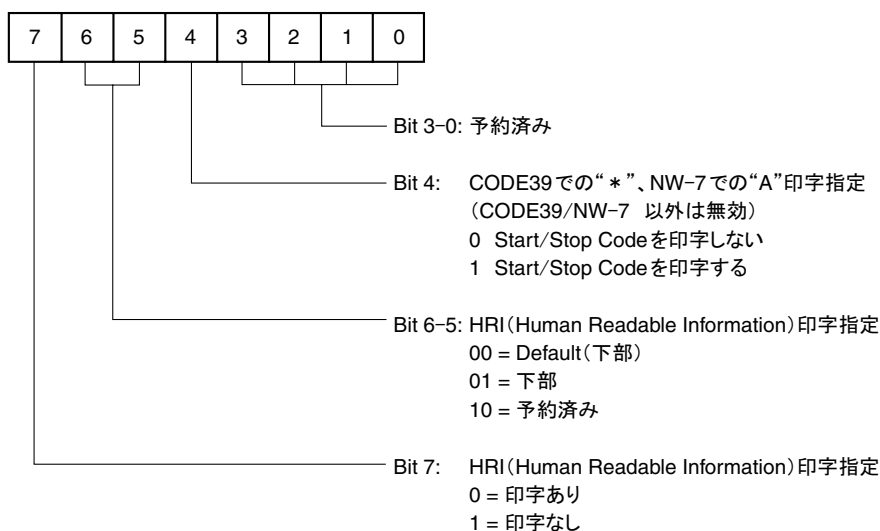 7 6 5 4 3 2 1 0
Bit 3-0: 予約済み
Bit 4: CODE39での“*”、NW-7での“A”印字指定
(CODE39/NW-7 以外は無効)
0 Start/Stop Codeを印字しない
1 Start/Stop Codeを印字する
Bit 6-5: HRI(Human Readable Information)印字指定
00 = Default(下部)
01 = 下部
10 = 予約済み
Bit 7: HRI(Human Readable Information)印字指定
0 = 印字あり
1 = 印字なし